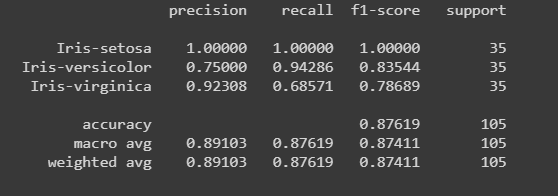 precision recall f1-score support
Iris-setosa 1.00000 1.00000 1.00000 35
Iris-versicolor 0.75000 0.94286 0.83544 35
Iris-virginica 0.92308 0.68571 0.78689 35
accuracy 0.87619 105
macro avg 0.89103 0.87619 0.87411 105
weighted avg 0.89103 0.87619 0.87411 105